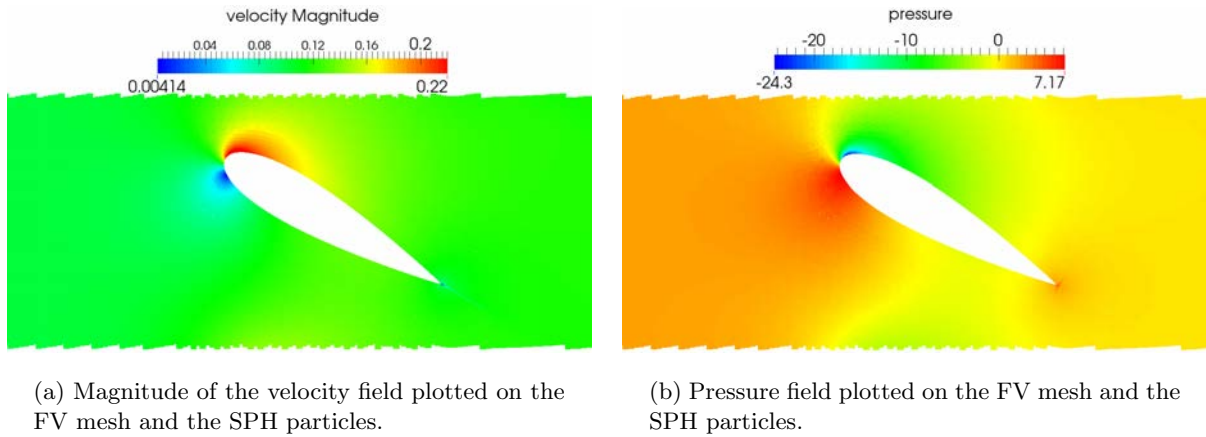 velocity Magnitude
0.04 0.08 0.12 0.16 0.2
0.00414 0.22
(a) Magnitude of the velocity field plotted on the
FV mesh and the SPH particles.
pressure
-20 -10 0
-24.3 7.17
(b) Pressure field plotted on the FV mesh and the
SPH particles.